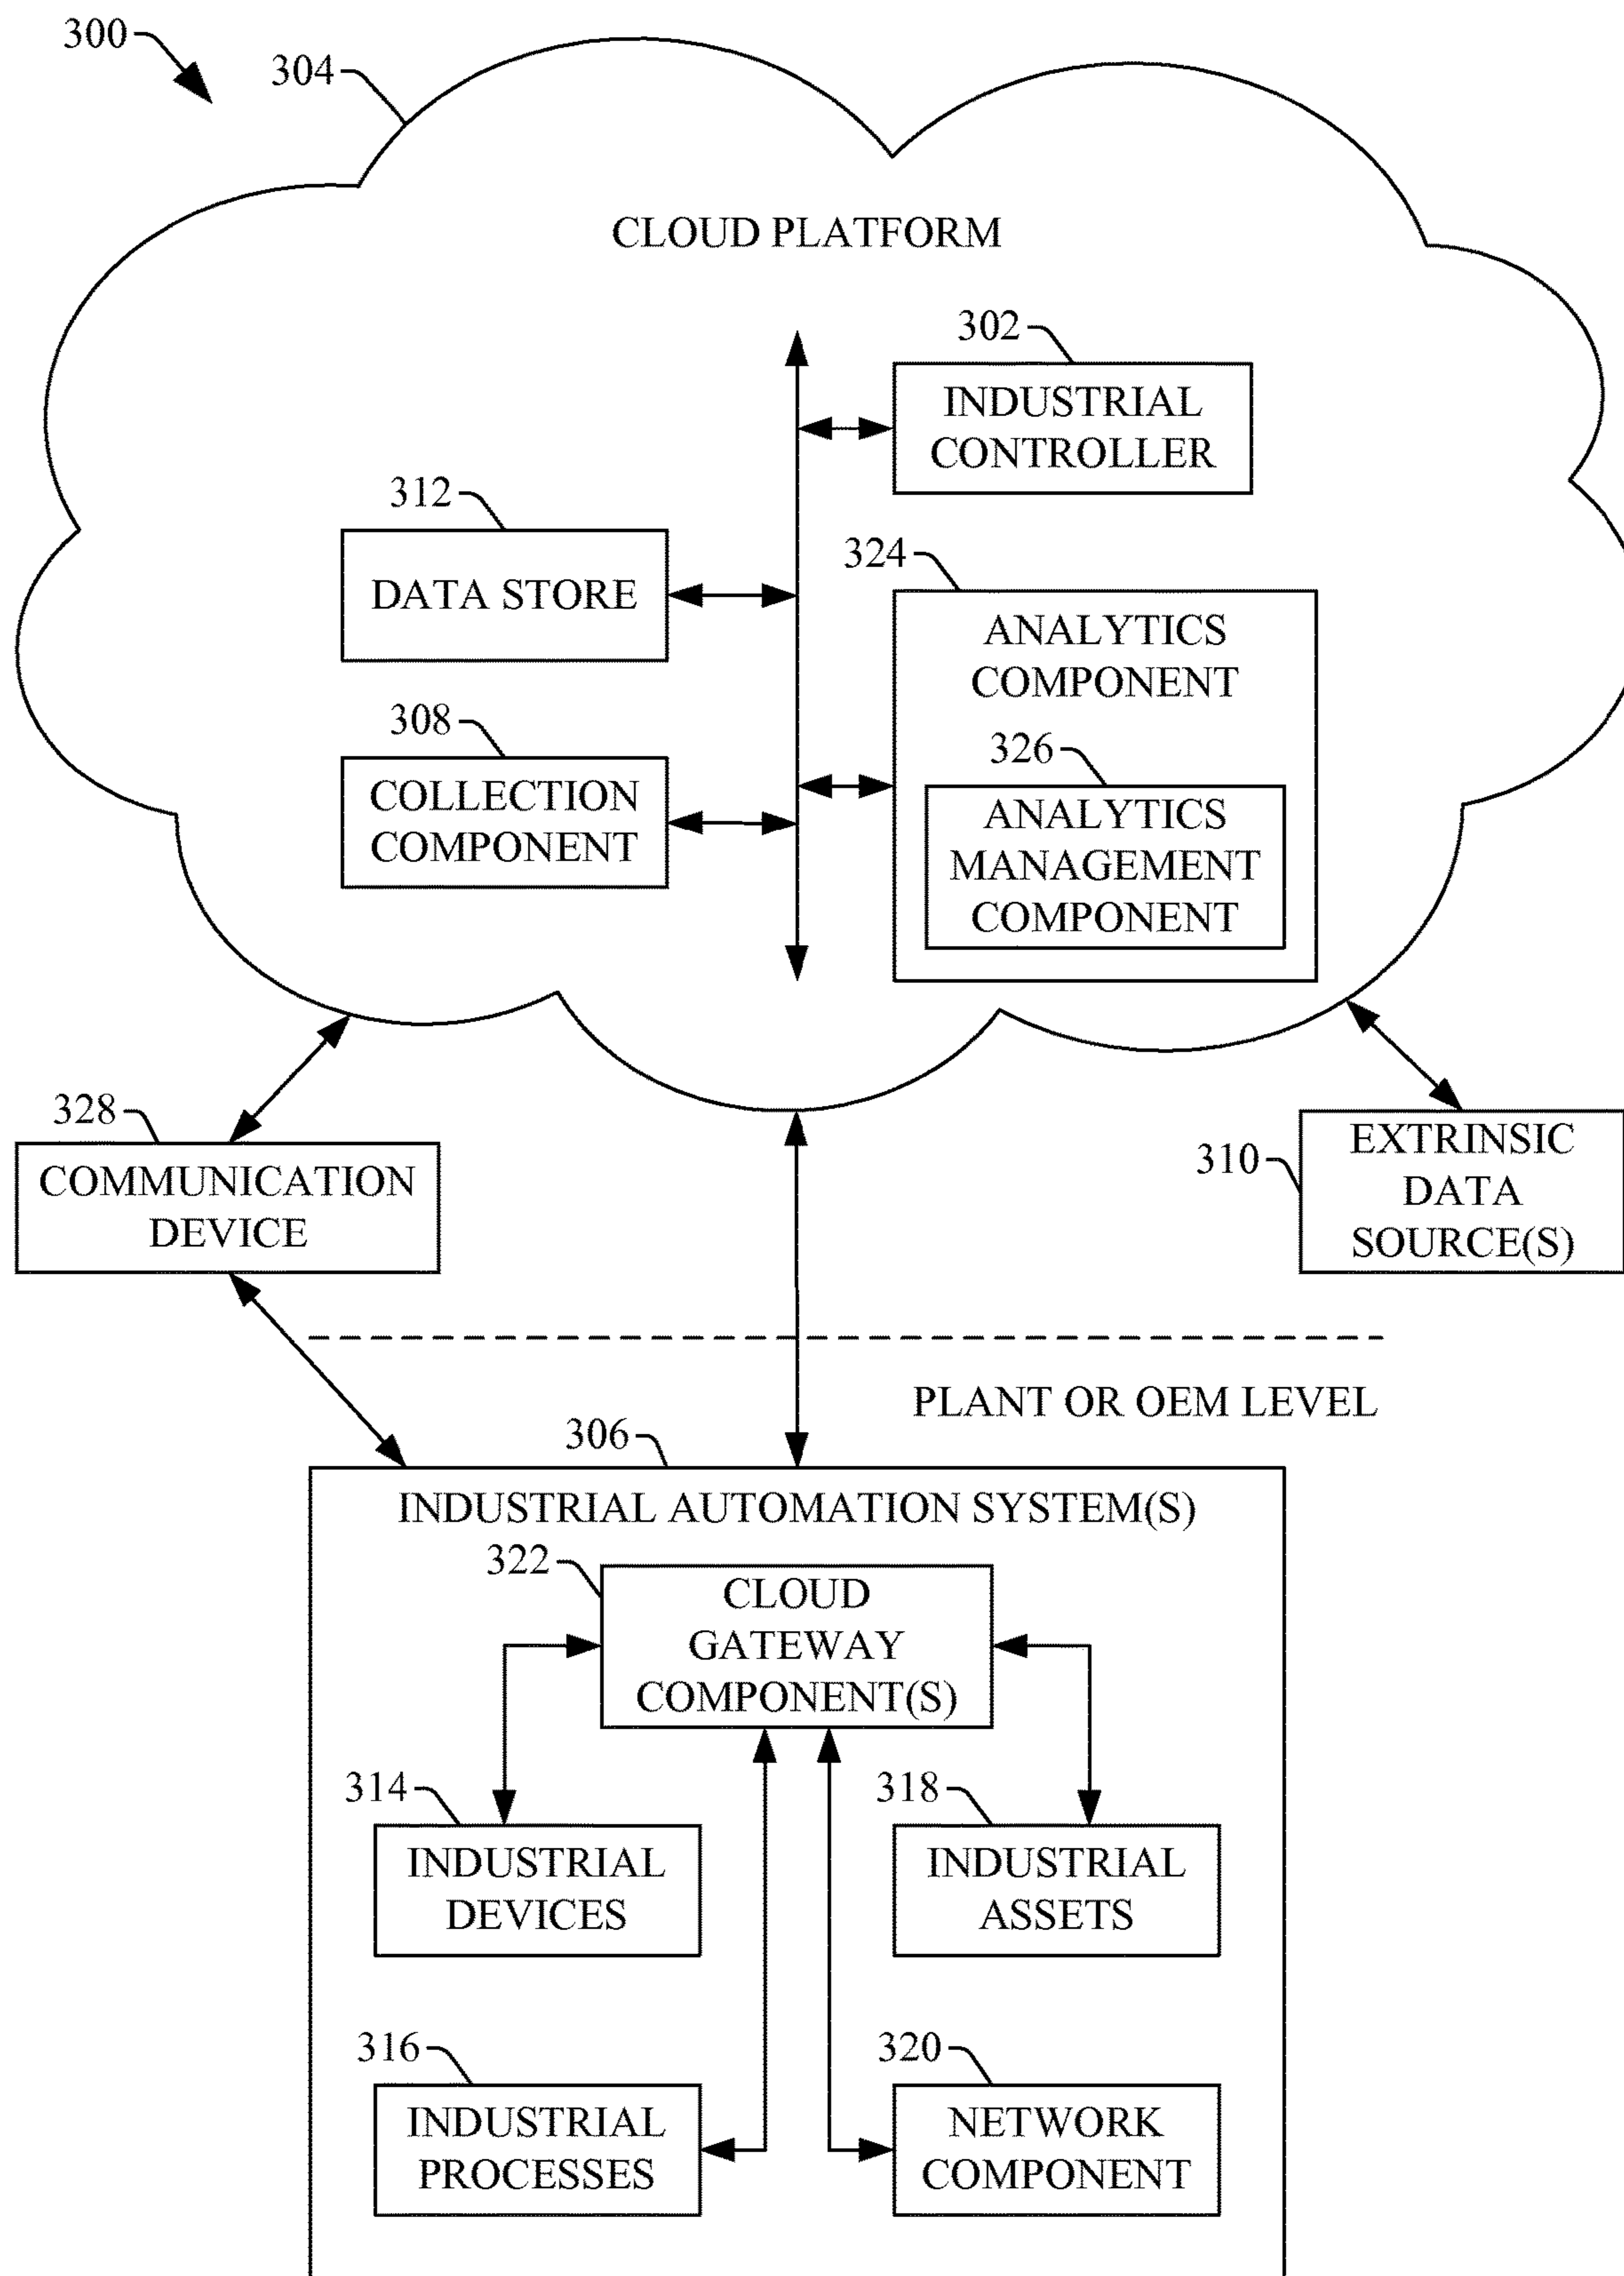 300
304
CLOUD PLATFORM
302
INDUSTRIAL
CONTROLLER
312
DATA STORE
324
ANALYTICS
COMPONENT
308
COLLECTION
COMPONENT
326
ANALYTICS
MANAGEMENT
COMPONENT
328
COMMUNICATION
DEVICE
310
EXTRINSIC
DATA
SOURCE(S)
PLANT OR OEM LEVEL
306
INDUSTRIAL AUTOMATION SYSTEM(S)
322
CLOUD
GATEWAY
COMPONENT(S)
314
INDUSTRIAL
DEVICES
318
INDUSTRIAL
ASSETS
316
INDUSTRIAL
PROCESSES
320
NETWORK
COMPONENT